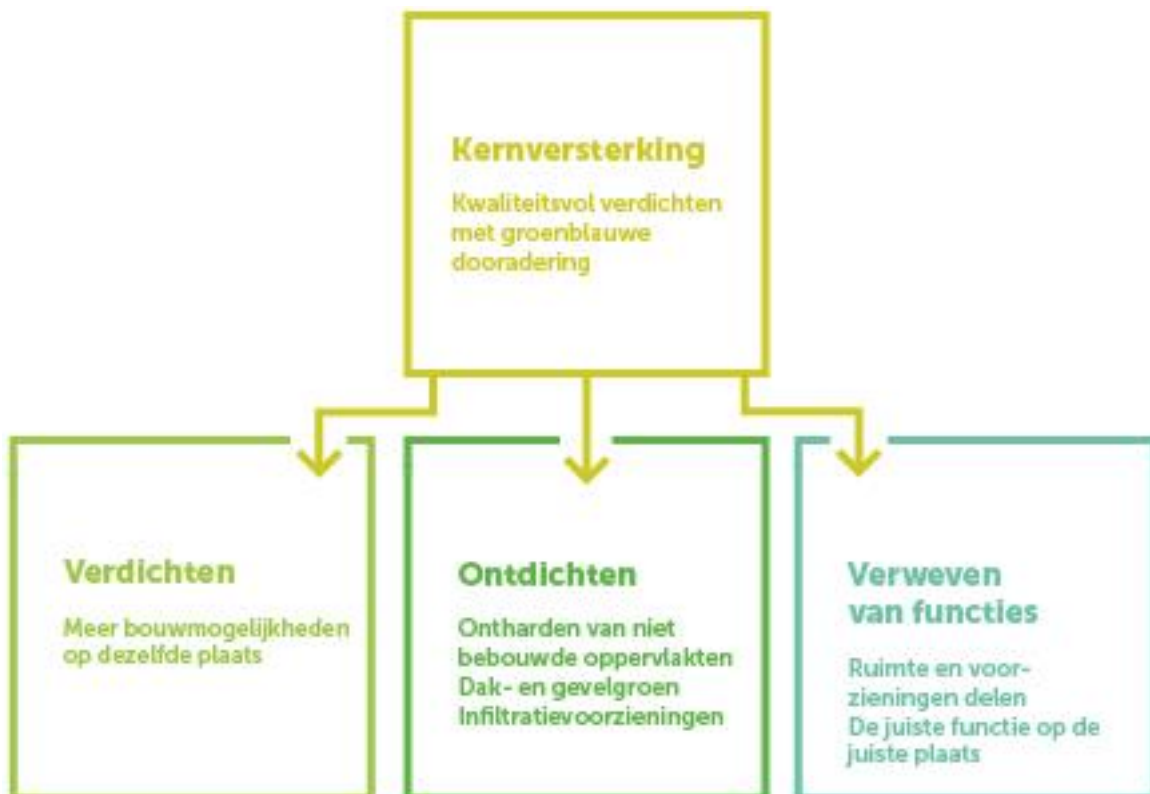 Kernversterking
Kwaliteitsvol verdichten
met groenblauwe
dooradering
Verdichten
Meer bouwmogelijkheden
op dezelfde plaats
Ontdichten
Ontharden van niet
bebouwde oppervlakten
Dak- en gevelgroen
Infiltratievoorzieningen
Verweven
van functies
Ruimte en voor-
zieningen delen
De juiste functie op de
juiste plaats